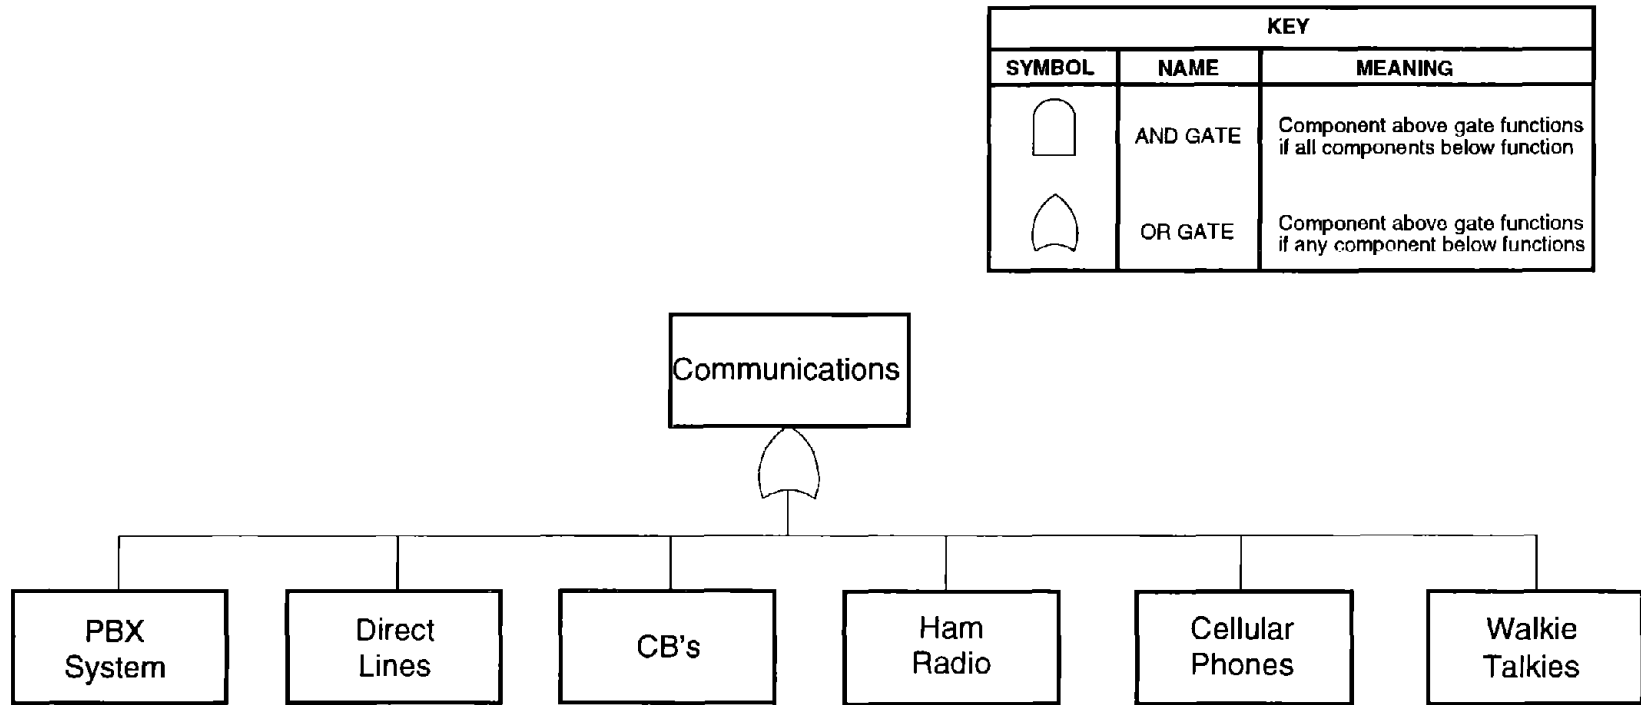 KEY
SYMBOL NAME MEANING
AND GATE
Component above gate functions
if all components below function
OR GATE
Component above gate functions
if any component below functions
Communications
PBX
System
Direct
Lines
CB's
Ham
Radio
Cellular
Phones
Walkie
Talkies